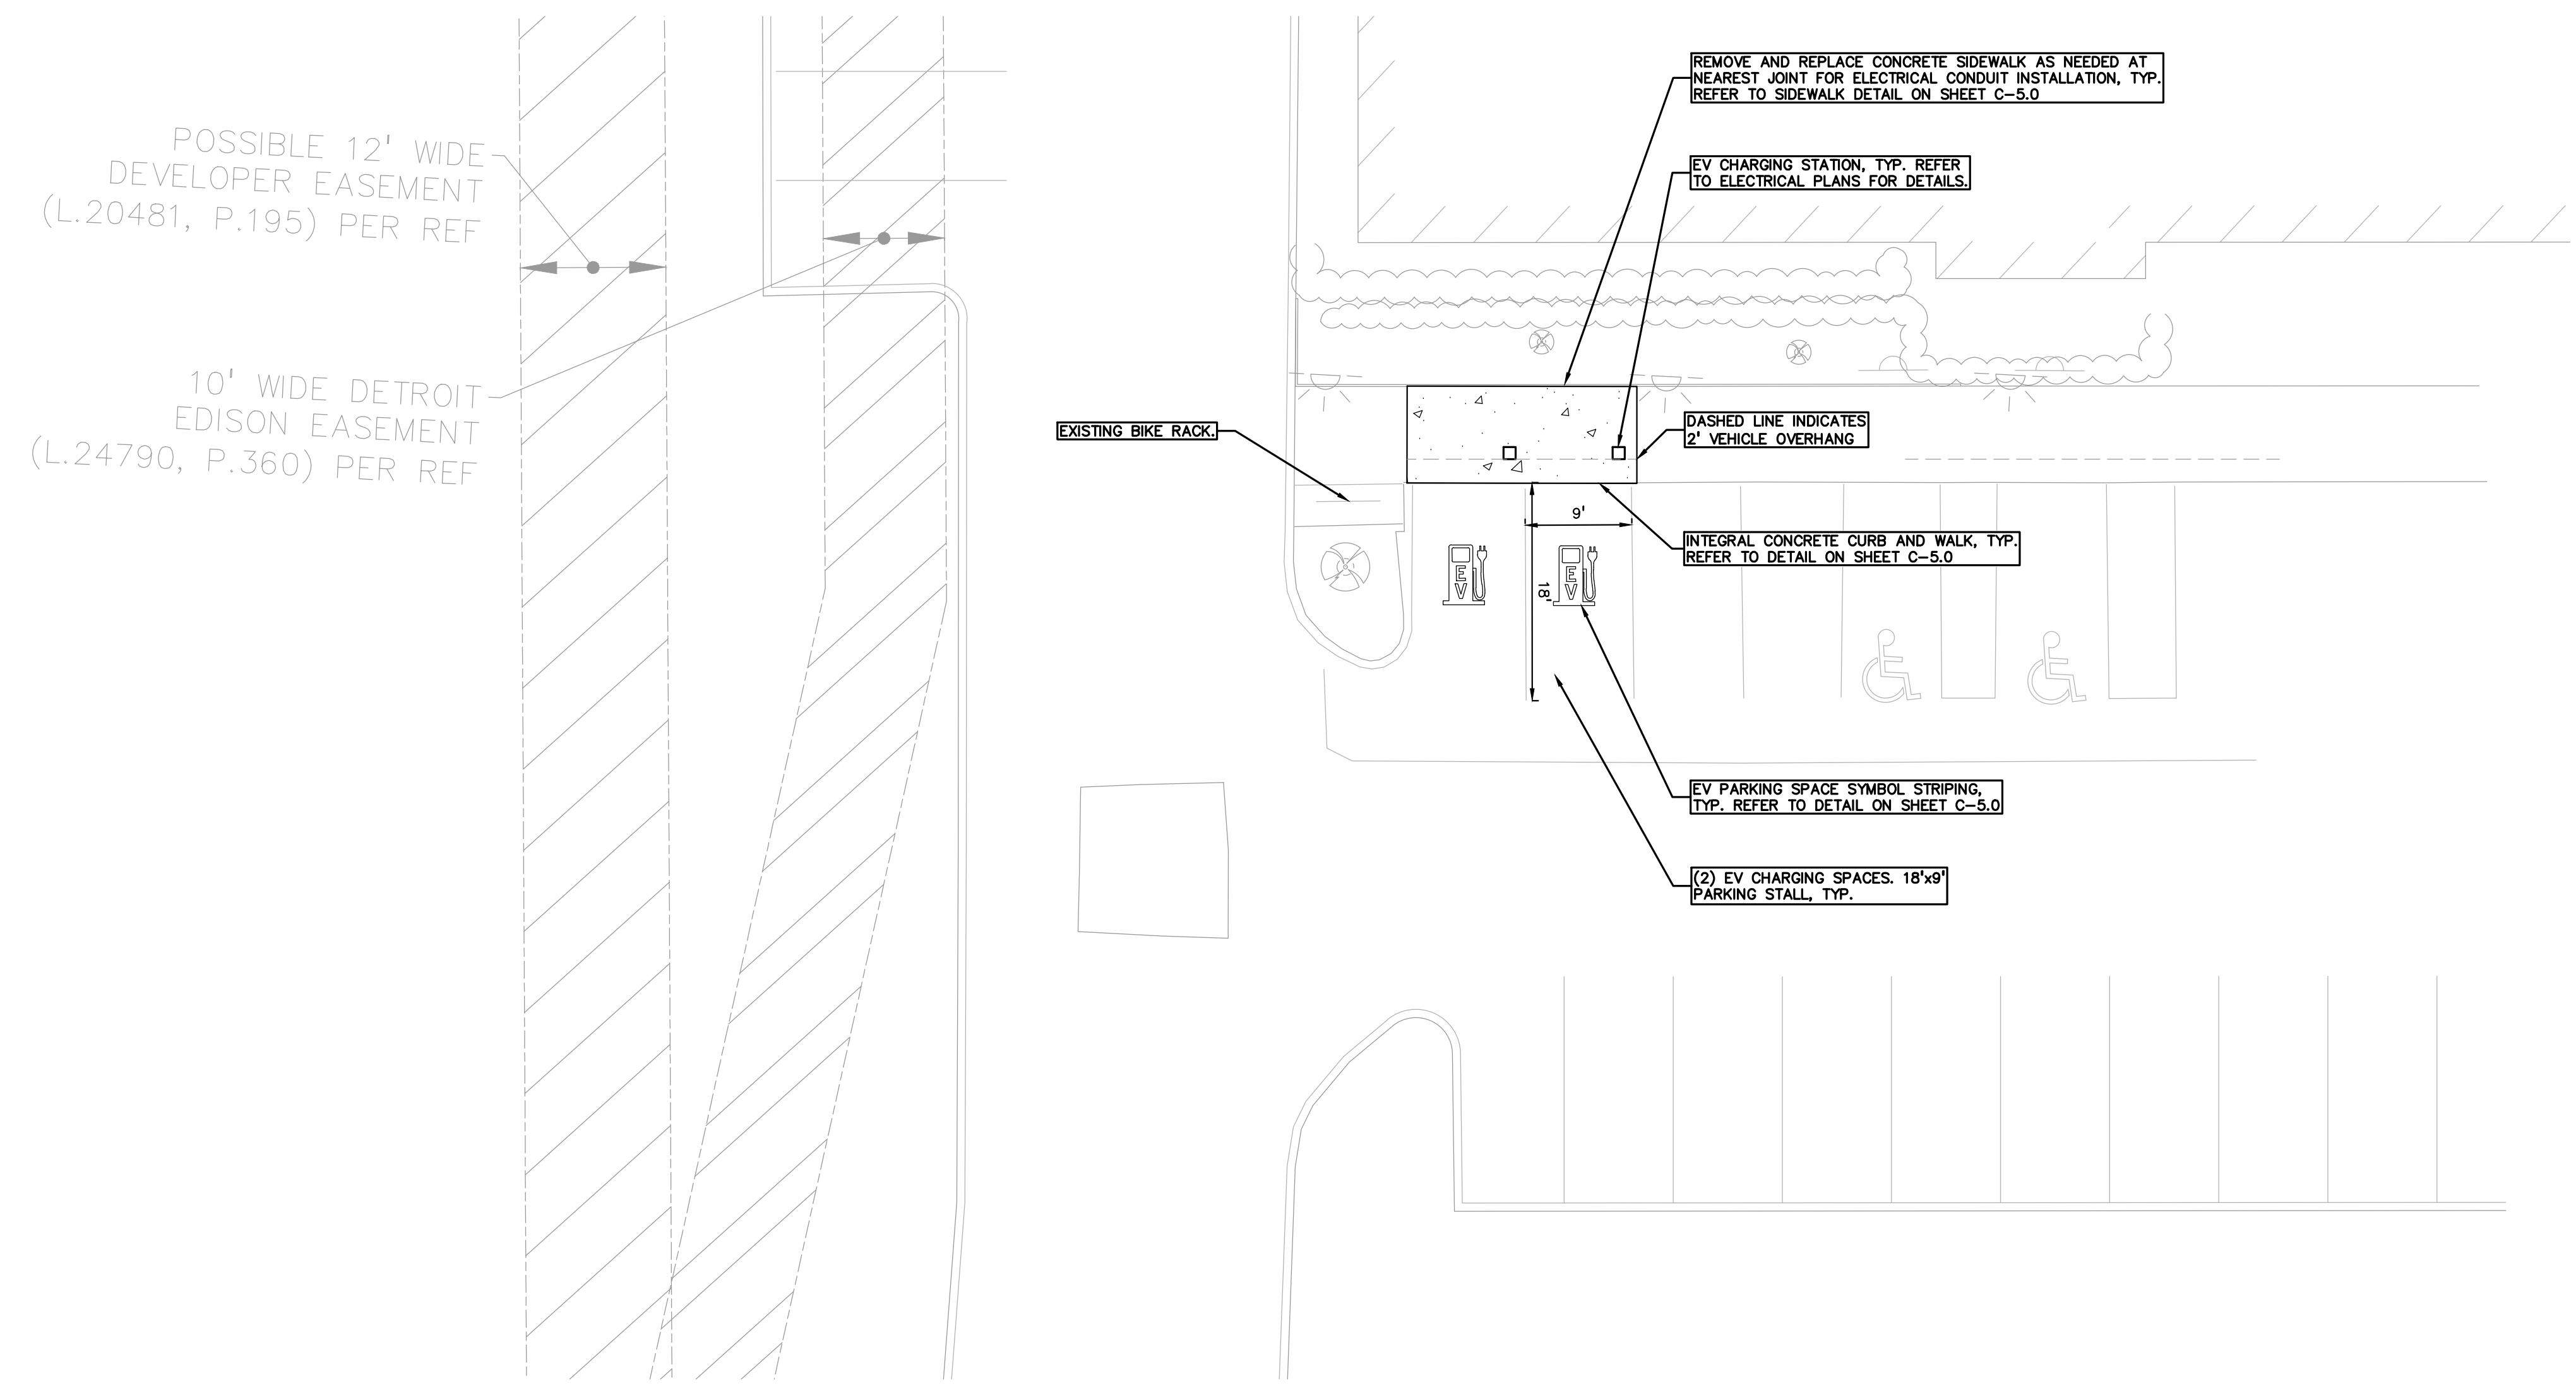 REMOVE AND REPLACE CONCRETE SIDEWALK AS NEEDED AT
NEAREST JOINT FOR ELECTRICAL CONDUIT INSTALLATION, TYP.
REFER TO SIDEWALK DETAIL ON SHEET C-5.0
POSSIBLE 12' WIDE
DEVELOPER EASEMENT
(L.20481, P.195) PER REF
EV CHARGING STATION, TYP. REFER
TO ELECTRICAL PLANS FOR DETAILS.
10' WIDE DETROIT
EDISON EASEMENT
(L.24790, P.360) PER REF
EXISTING BIKE RACK.
DASHED LINE INDICATES
2' VEHICLE OVERHANG
9'
INTEGRAL CONCRETE CURB AND WALK, TYP.
REFER TO DETAIL ON SHEET C-5.0
EV
EV
18'
EV PARKING SPACE SYMBOL STRIPING,
TYP. REFER TO DETAIL ON SHEET C-5.0
(2) EV CHARGING SPACES. 18'x9'
PARKING STALL, TYP.